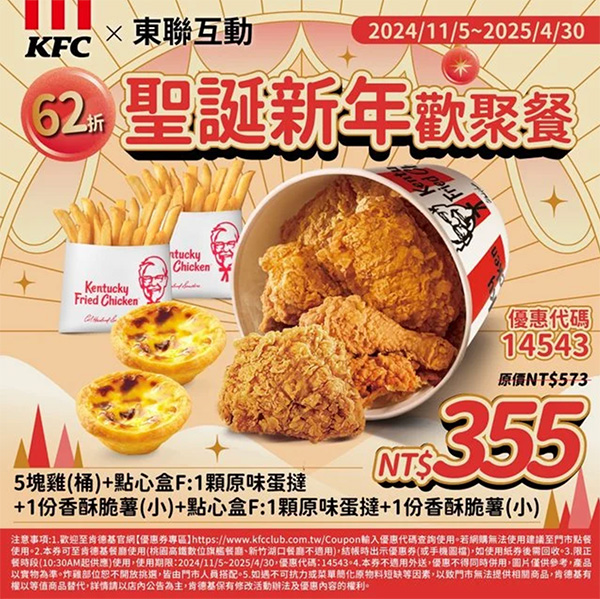 KFC × 東聯互動
2024/11/5~2025/4/30
62折
聖誕新年歡聚餐
Kentucky
Fried Chicken
Kentucky
Fried Chicken
ntucky
Chicken
優惠代碼
14543
原價NT$573
NT$355
5塊雞(桶)+點心盒F:1顆原味蛋撻
+1份香酥脆薯(小)+點心盒F:1顆原味蛋撻+1份香酥脆薯(小)
注意事項:1.歡迎至肯德基官網【優惠券專區】https://www.kfcclub.com.tw/Coupon輸入優惠代碼查詢使用。若網購無法使用建議至門市點餐
使用。2.本券可至肯德基餐廳使用(桃園高鐵數位旗艦餐廳、新竹湖口餐廳不適用),結帳時出示優惠券(或手機圖檔),如使用紙券後需回收。3.限正
餐時段(10:30AM起供應)使用,使用期限:2024/11/5~2025/4/30,優惠代碼:14543。4.本券不適用外送,優惠不得同時併用,圖片僅供參考,產品
以實物為準。炸雞部位恕不開放挑選,皆由門市人員搭配。5.如遇不可抗力或菜單簡化原物料短缺等因素,以致門市無法提供相關商品,肯德基有
權以等值商品替代,詳情請以店內公告為主,肯德基保有修改活動辦法及優惠內容的權利。